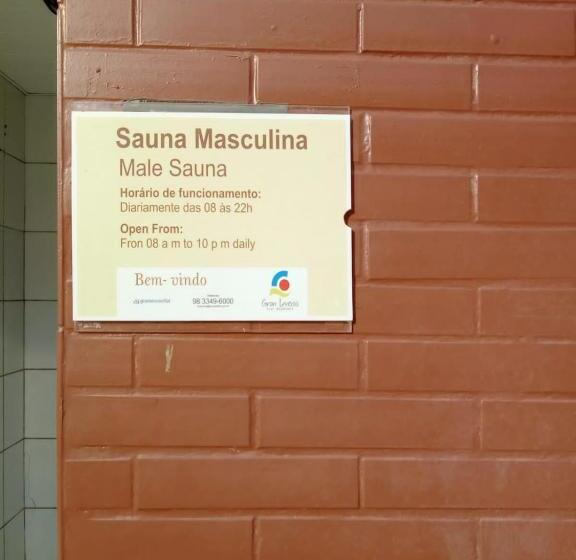 Sauna Masculina
Male Sauna
Horário de funcionamento:
Diariamente das 08 às 22h
Open From:
Fron 08 a m to 10 p m daily
Bem- vindo
98 3349-6000
Gran Lençóis